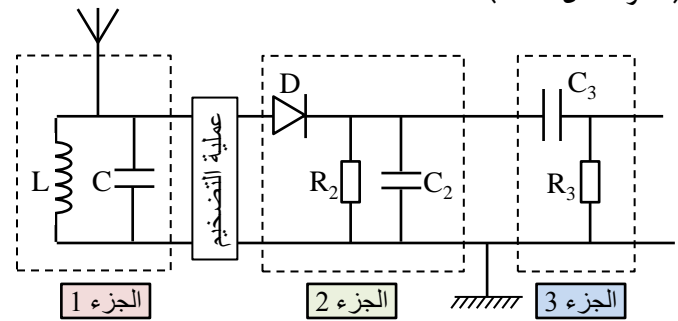 D
C₃
L
C
عملية التضخيم
R₂
C₂
R₃
الجزء 1
الجزء 2
الجزء 3